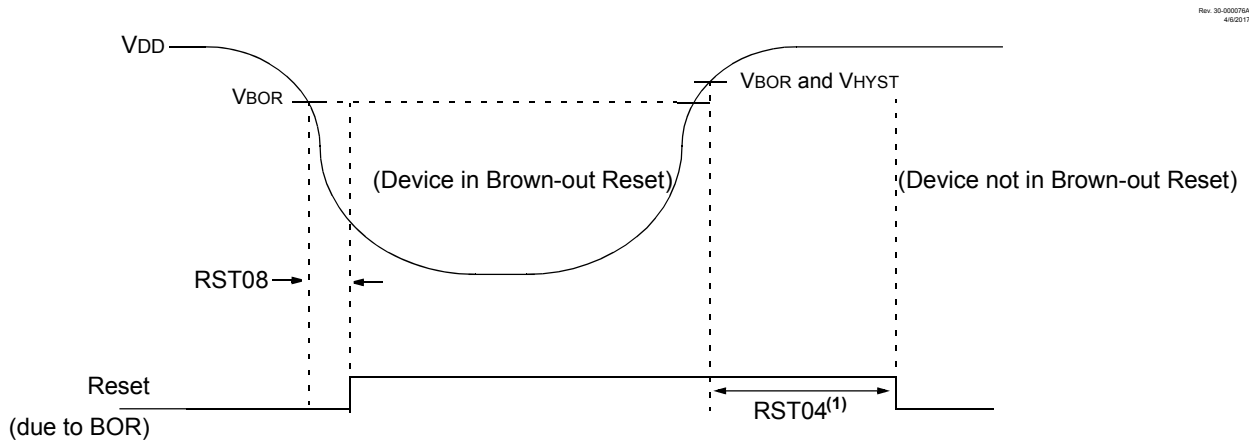 Rev. 30-000076A
4/6/2017
VDD
VBOR
VBOR and VHYST
(Device in Brown-out Reset)
(Device not in Brown-out Reset)
RST08
Reset
(due to BOR)
RST04(1)